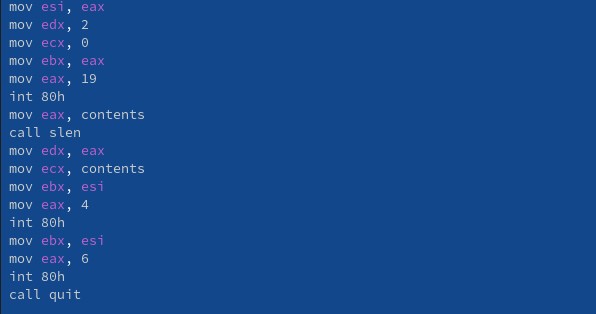 mov esi, eax
mov edx, 2
mov ecx, 0
mov ebx, eax
mov eax, 19
int 80h
mov eax, contents
call slen
mov edx, eax
mov ecx, contents
mov ebx, esi
mov eax, 4
int 80h
mov ebx, esi
mov eax, 6
int 80h
call quit